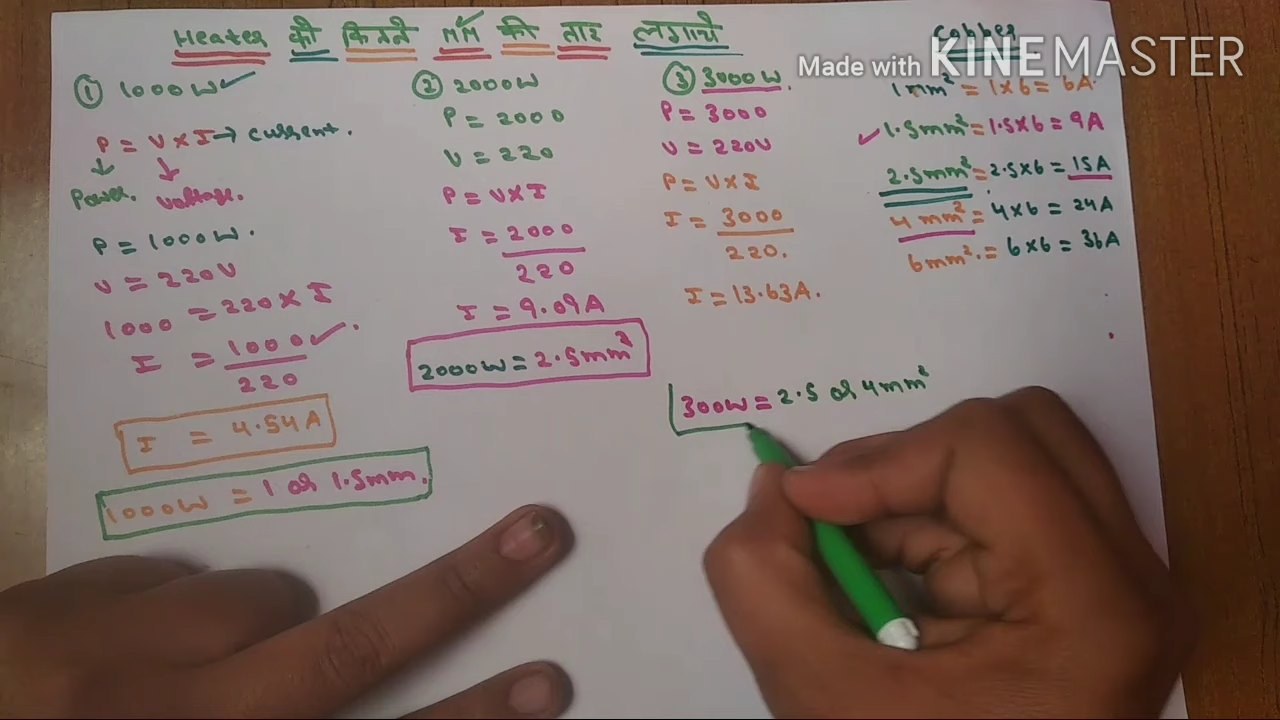 Heater को कितने MM की तार लगाये
Made with KINEMASTER
① 1000W ✓
P = V x I → current.
Power. Voltage.
P = 1000W.
V = 220V
1000 = 220 x I
I = 1000 ✓.
220
I = 4.54A
1000W = 1 or 1.5mm.
② 2000W
P = 2000
V = 220
P = V x I
I = 2000
220
I = 9.09A
2000W = 2.5mm²
③ 3000W
P = 3000
V = 220V
P = V x I
I = 3000
220.
I = 13.63A.
300W = 2.5 or 4mm²
Copper
1mm² = 1x6 = 6A
✓1.5mm² = 1.5x6 = 9A
2.5mm² = 2.5x6 = 15A
4mm² = 4x6 = 24A
6mm². = 6x6 = 36A